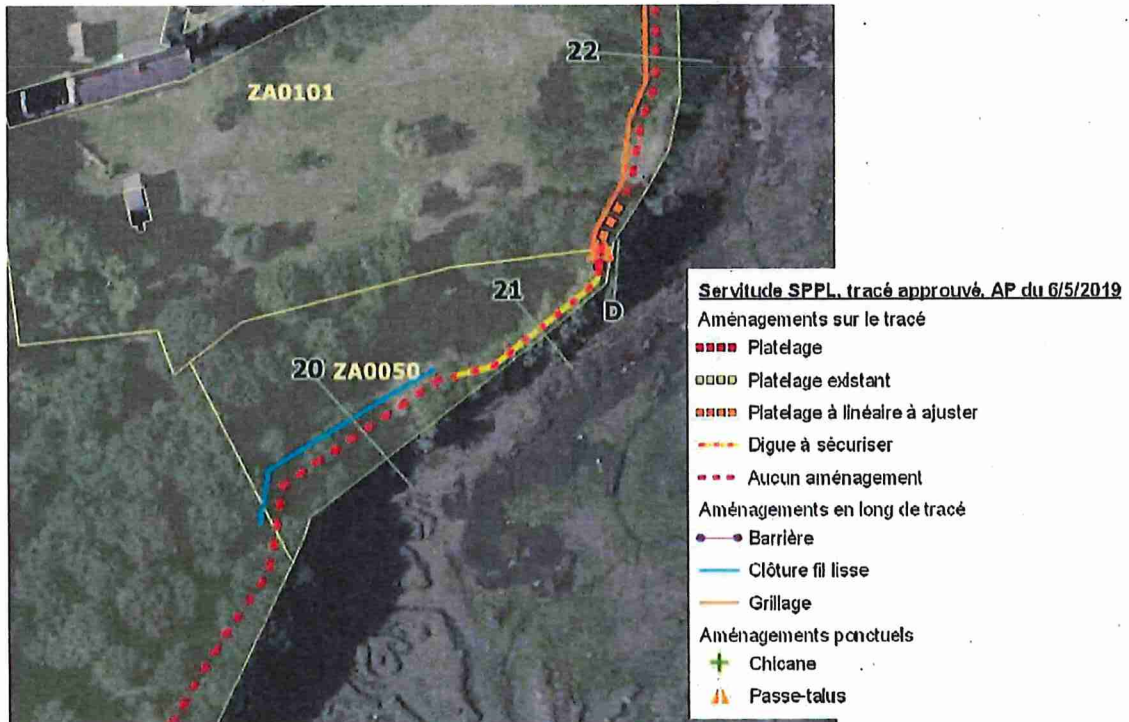 22
ZA0101
21
D
20
ZA0050
Servitude SPPL, tracé approuvé, AP du 6/5/2019
Aménagements sur le tracé
Platelage
Platelage existant
Platelage à linéaire à ajuster
Digue à sécuriser
Aucun aménagement
Aménagements en long de tracé
Barrière
Clôture fil lisse
Grillage
Aménagements ponctuels
Chicane
Passe-talus